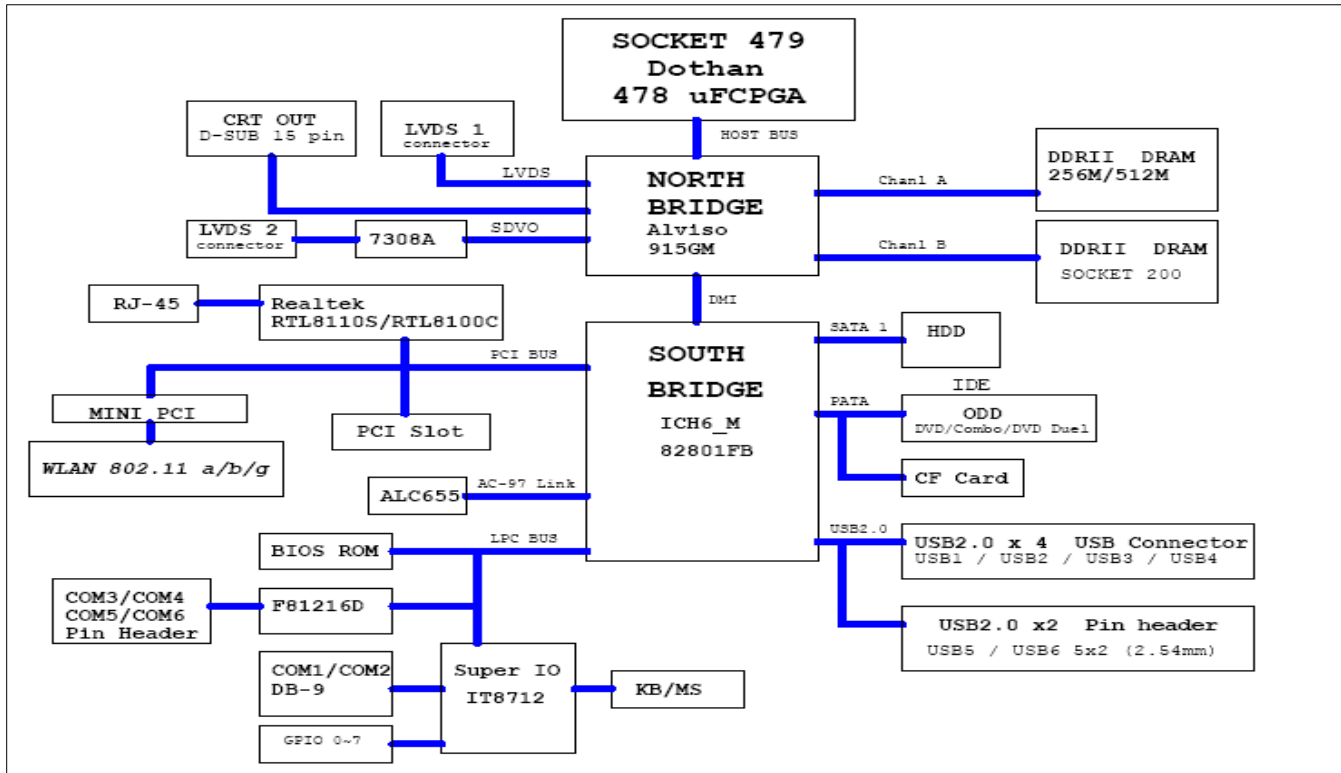 SOCKET 479
Dothan
478 uFCPGA
HOST BUS
CRT OUT
D-SUB 15 pin
LVDS 1
connector
LVDS
NORTH
BRIDGE
Alviso
915GM
Chanl A
DDRII DRAM
256M/512M
LVDS 2
connector
7308A
SDVO
Chanl B
DDRII DRAM
SOCKET 200
DMI
RJ-45
Realtek
RTL8110S/RTL8100C
PCI BUS
SOUTH
BRIDGE
ICH6_M
82801FB
SATA 1
HDD
IDE
PATA
ODD
DVD/Combo/DVD Duel
CF Card
MINI PCI
PCI Slot
WLAN 802.11 a/b/g
ALC655
AC-97 Link
BIOS ROM
LPC BUS
USB2.0
USB2.0 x 4 USB Connector
USB1 / USB2 / USB3 / USB4
COM3/COM4
COM5/COM6
Pin Header
F81216D
USB2.0 x2 Pin header
USB5 / USB6 5x2 (2.54mm)
COM1/COM2
DB-9
Super IO
IT8712
KB/MS
GPIO 0~7